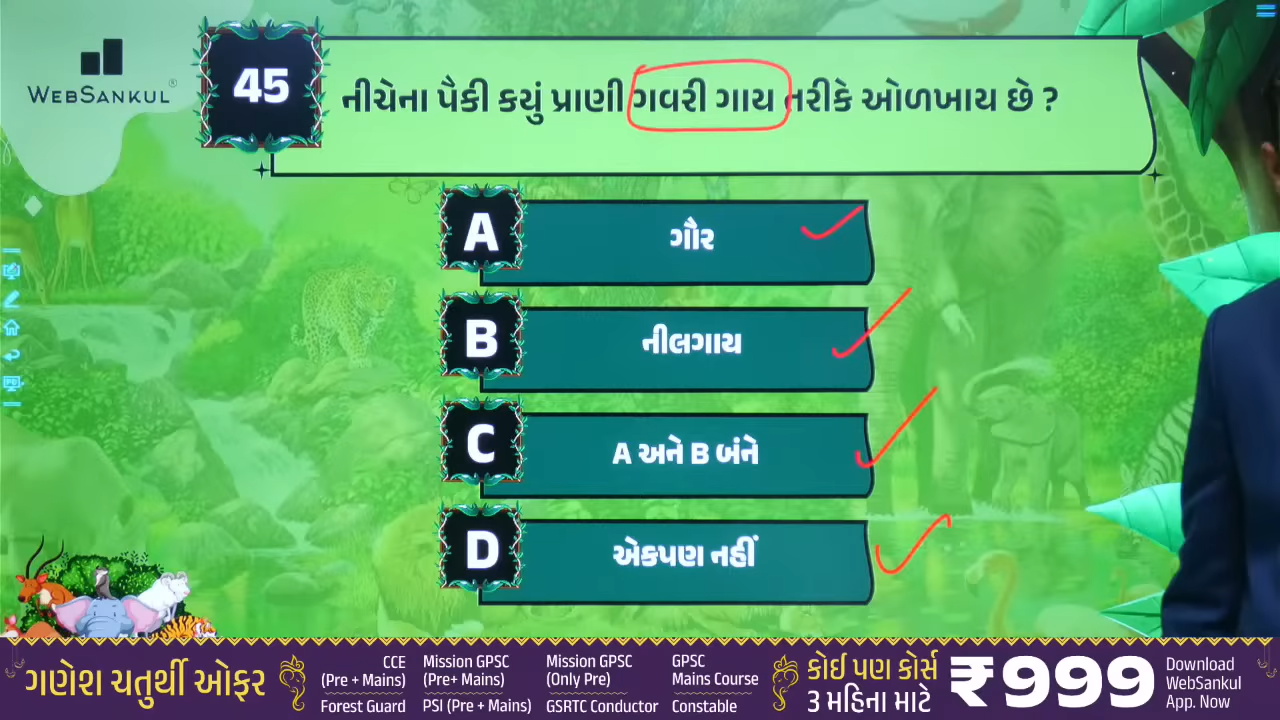 WEBSANKUL®
45
નીચેના પૈકી કયું પ્રાણી ગવરી ગાય તરીકે ઓળખાય છે ?
A
ગૌર
B
નીલગાય
C
A અને B બંને
D
એકપણ નહીં
ગણેશ ચતુર્થી ઓફર
CCE
(Pre + Mains)
Forest Guard
Mission GPSC
(Pre+ Mains)
PSI (Pre + Mains)
Mission GPSC
(Only Pre)
GSRTC Conductor
GPSC
Mains Course
Constable
કોઈ પણ કોર્સ
3 મહિના માટે
₹999
Download
WebSankul
App. Now